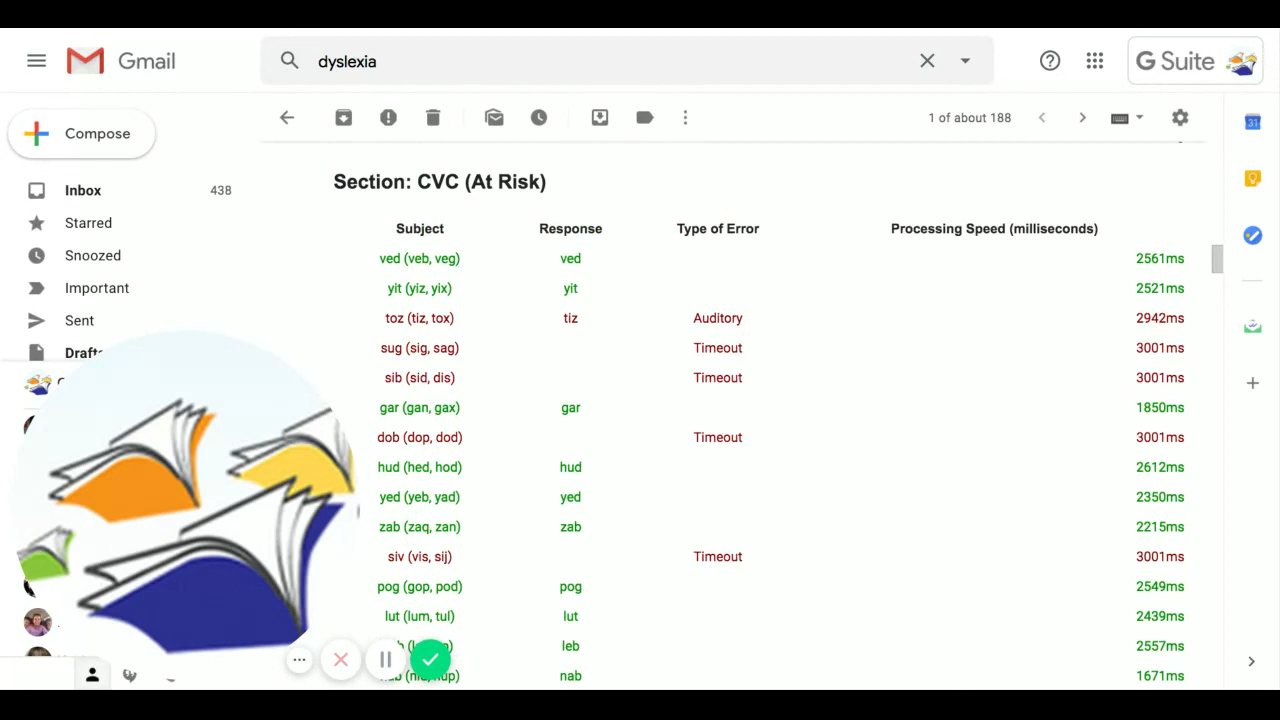 Gmail
dyslexia
G Suite
Compose
1 of about 188
31
Inbox 438
Starred
Snoozed
Important
Sent
Section: CVC (At Risk)
Subject Response Type of Error Processing Speed (milliseconds)
ved (veb, veg) ved 2561ms
yit (yiz, yix) yit 2521ms
toz (tiz, tox) tiz Auditory 2942ms
sug (sig, sag) Timeout 3001ms
sib (sid, dis) Timeout 3001ms
gar (gan, gax) gar 1850ms
dob (dop, dod) Timeout 3001ms
hud (hed, hod) hud 2612ms
yed (yeb, yad) yed 2350ms
zab (zaq, zan) zab 2215ms
siv (vis, sij) Timeout 3001ms
pog (gop, pod) pog 2549ms
lut (lum, tul) lut 2439ms
leb 2557ms
nab 1671ms